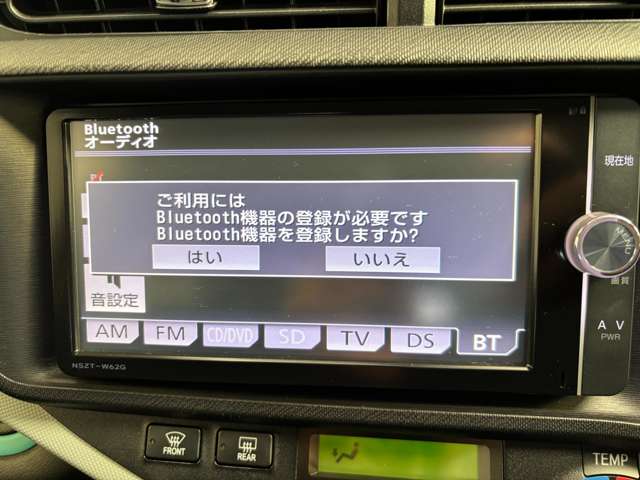 Bluetooth
オーディオ
ご利用には
Bluetooth機器の登録が必要です
Bluetooth機器を登録しますか?
はい
いいえ
音設定
AM
FM
CD/DVD
SD
TV
DS
BT
NSZT-W62G
現在地
MENU
画質
A V
PWR
FRONT
REAR
TEMP